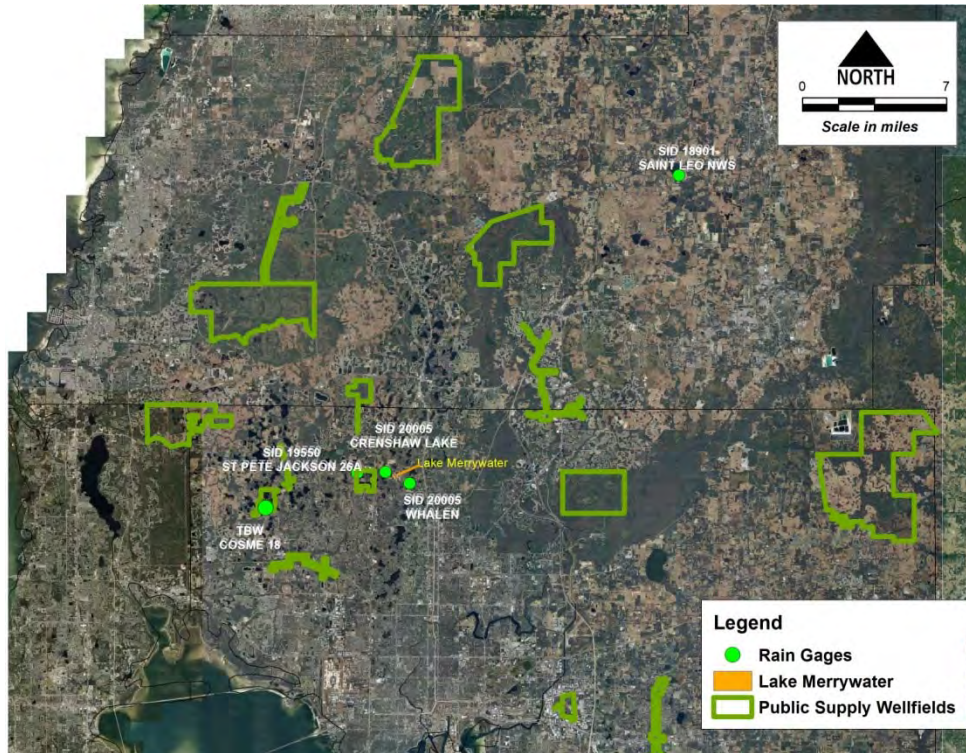 NORTH
0 7
Scale in miles
SID 18901
SAINT LEO NWS
SID 20005
CRENSHAW LAKE
SID 19550
ST PETE JACKSON 26A
Lake Merrywater
SID 20005
WHALEN
TBW
COSME 18
Legend
Rain Gages
Lake Merrywater
Public Supply Wellfields